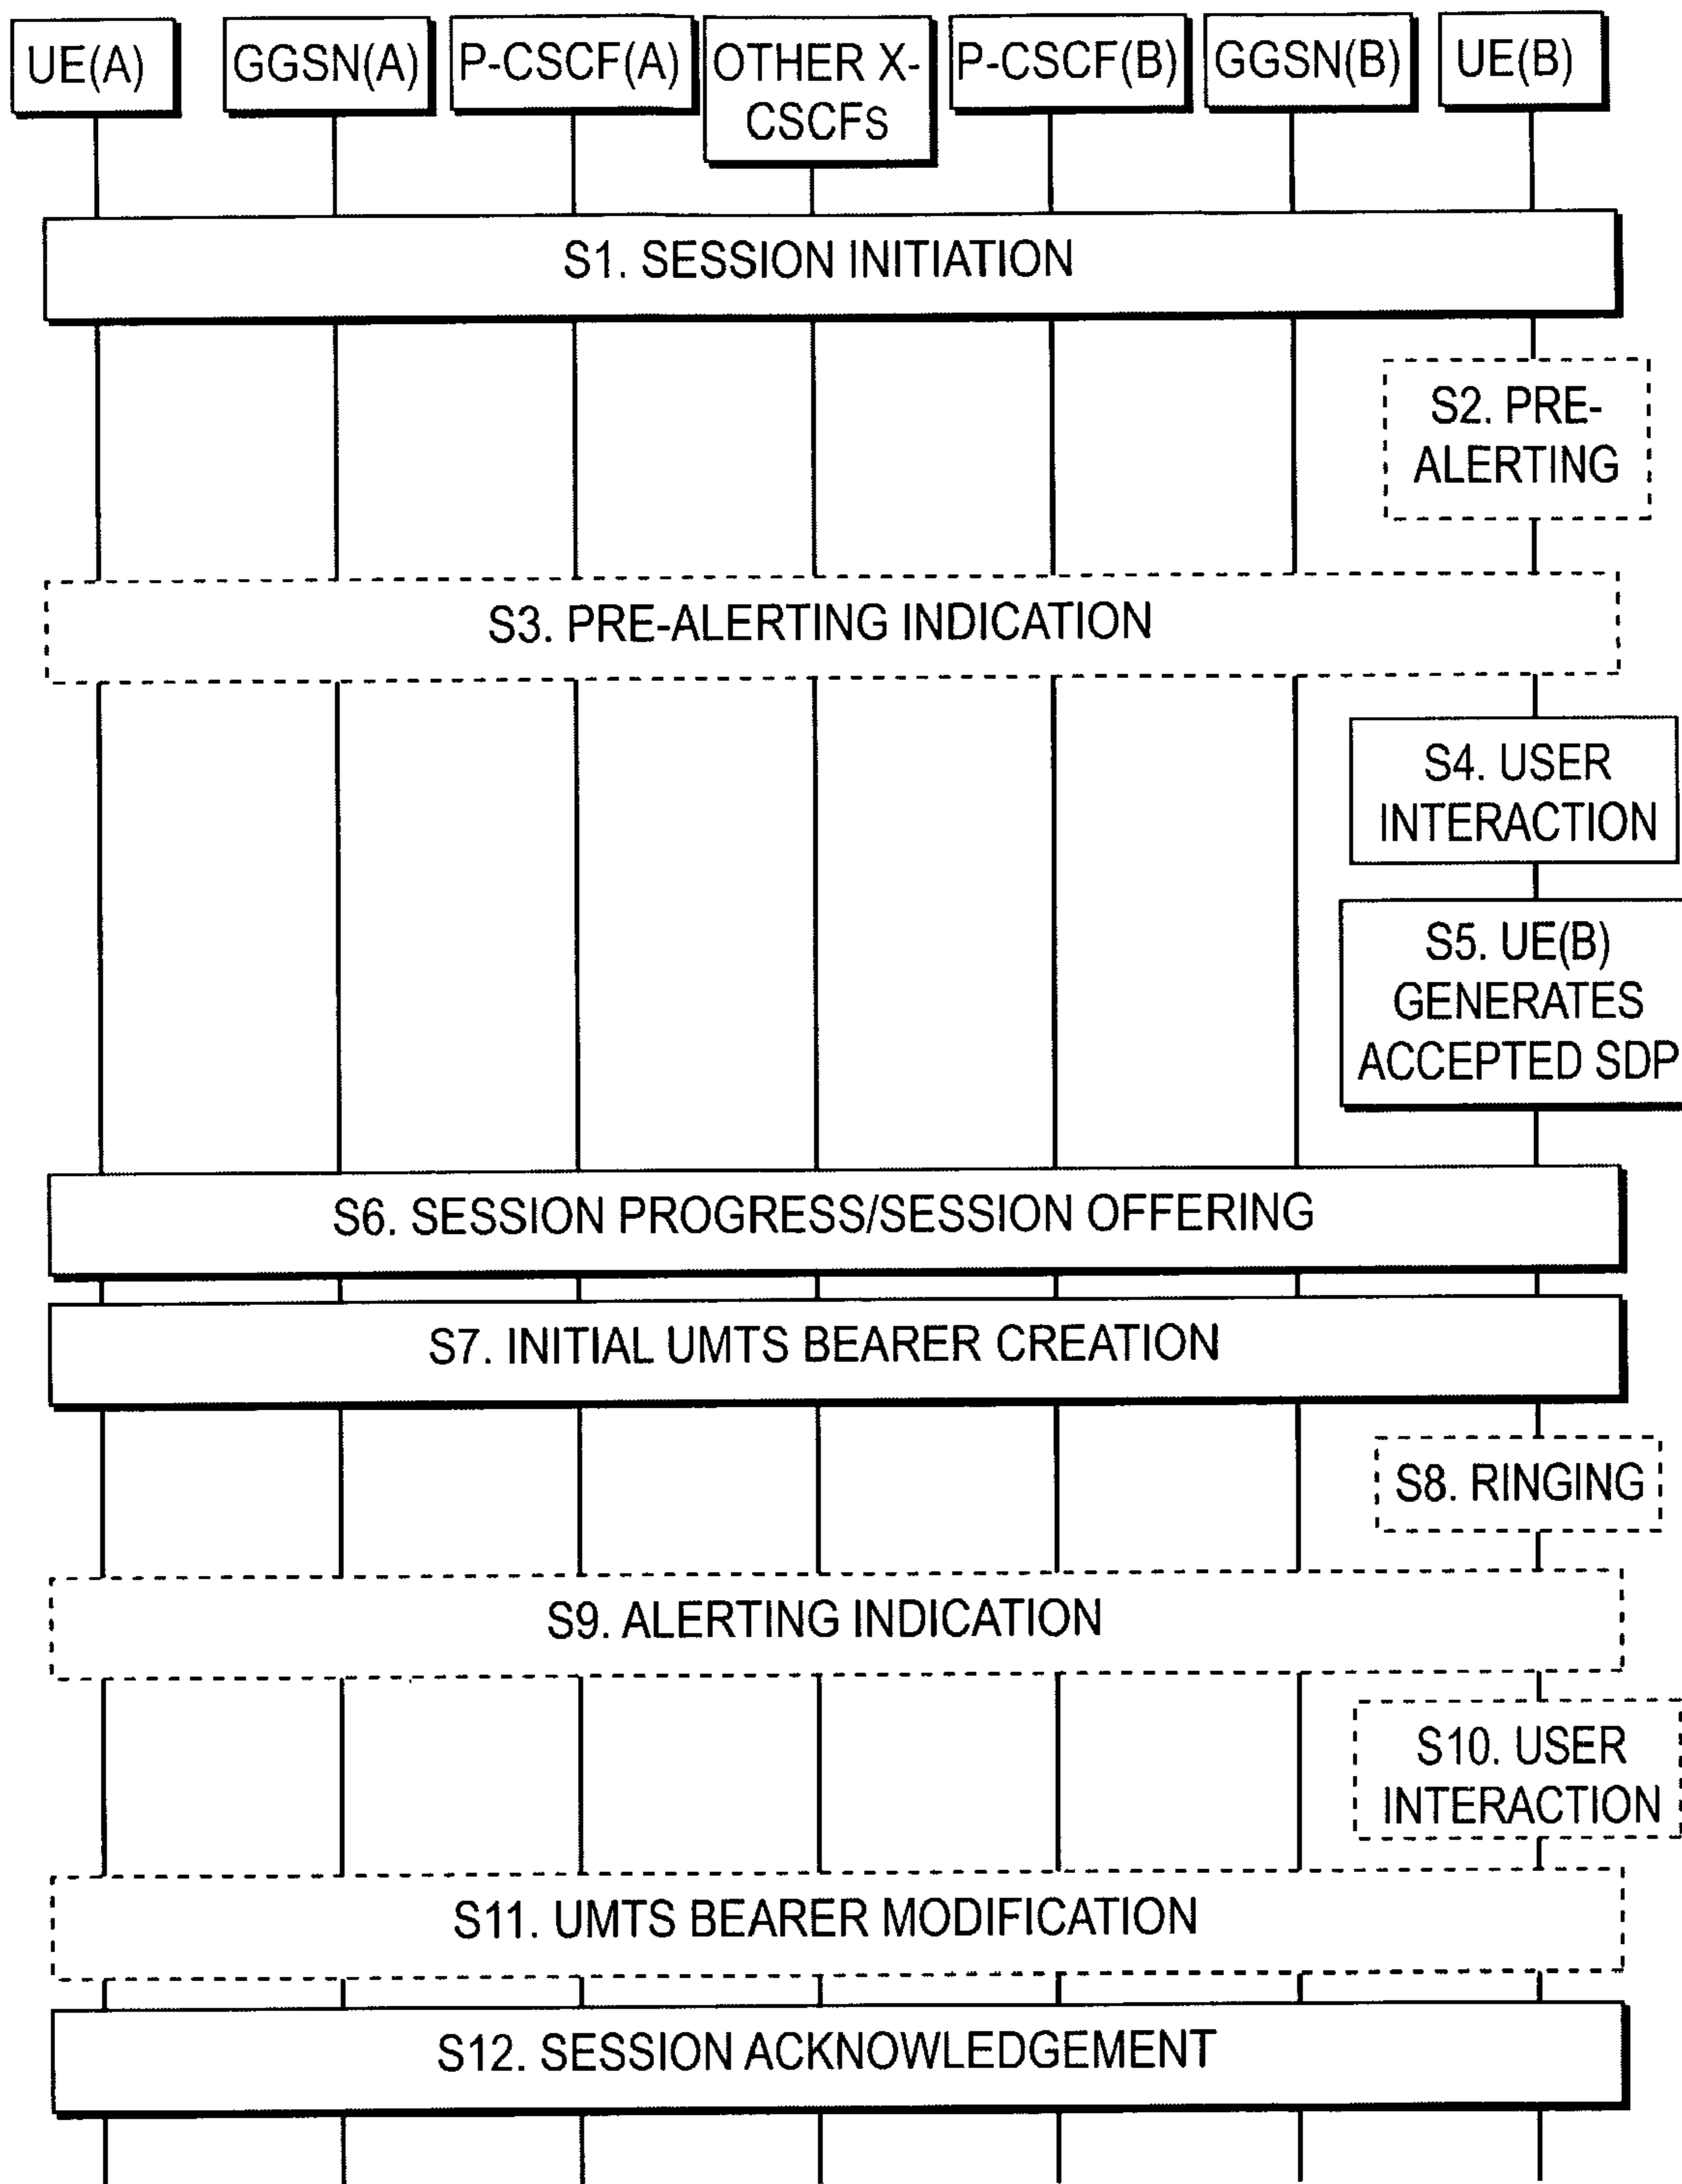 UE(A)
GGSN(A)
P-CSCF(A)
OTHER X-
CSCFs
P-CSCF(B)
GGSN(B)
UE(B)
S1. SESSION INITIATION
S2. PRE-
ALERTING
S3. PRE-ALERTING INDICATION
S4. USER
INTERACTION
S5. UE(B)
GENERATES
ACCEPTED SDP
S6. SESSION PROGRESS/SESSION OFFERING
S7. INITIAL UMTS BEARER CREATION
S8. RINGING
S9. ALERTING INDICATION
S10. USER
INTERACTION
S11. UMTS BEARER MODIFICATION
S12. SESSION ACKNOWLEDGEMENT